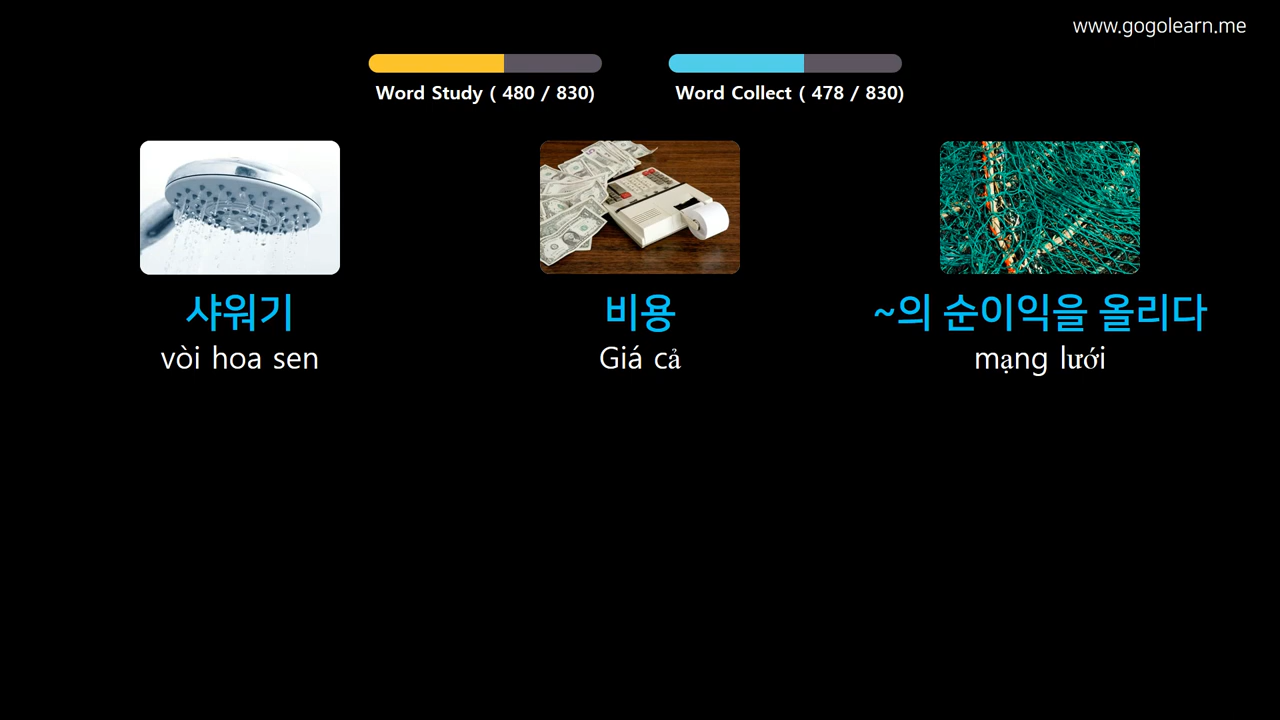 www.gogolearn.me
Word Study ( 480 / 830)
Word Collect ( 478 / 830)
샤워기
vòi hoa sen
비용
Giá cả
~의 순이익을 올리다
mạng lưới